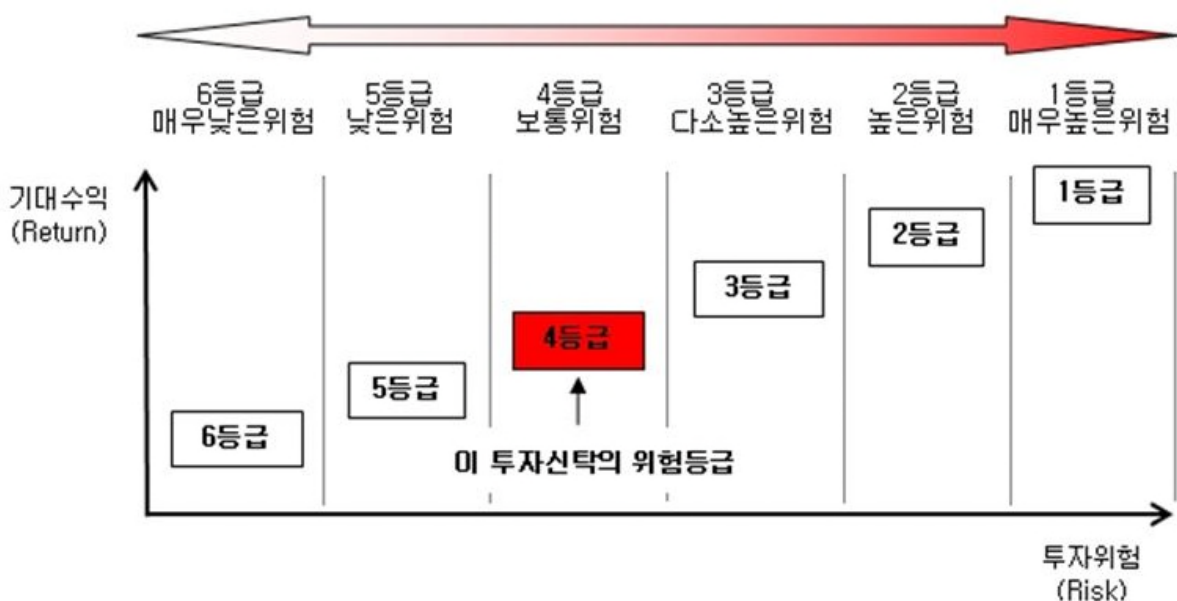 6등급 5등급 4등급 3등급 2등급 1등급
매우낮은위험 낮은위험 보통위험 다소높은위험 높은위험 매우높은위험
기대수익
(Return)
1등급
2등급
3등급
4등급
5등급
6등급
이 투자신탁의 위험등급
투자위험
(Risk)